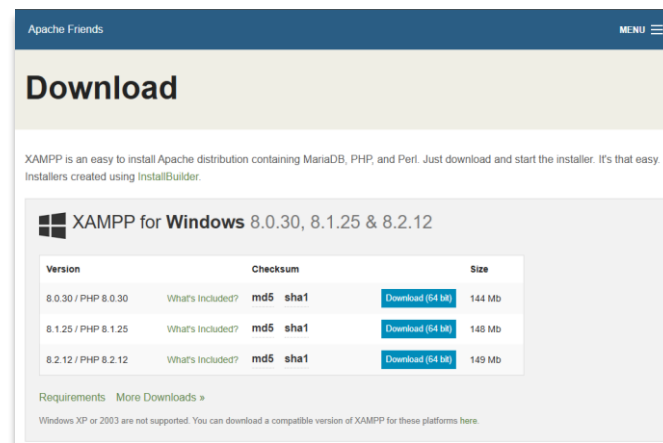 Apache Friends
MENU
Download
XAMPP is an easy to install Apache distribution containing MariaDB, PHP, and Perl. Just download and start the installer. It's that easy.
Installers created using InstallBuilder.
XAMPP for Windows 8.0.30, 8.1.25 & 8.2.12
Version Checksum Size
8.0.30 / PHP 8.0.30 What's Included? md5 sha1 Download (64 bit) 144 Mb
8.1.25 / PHP 8.1.25 What's Included? md5 sha1 Download (64 bit) 148 Mb
8.2.12 / PHP 8.2.12 What's Included? md5 sha1 Download (64 bit) 149 Mb
Requirements More Downloads »
Windows XP or 2003 are not supported. You can download a compatible version of XAMPP for these platforms here.